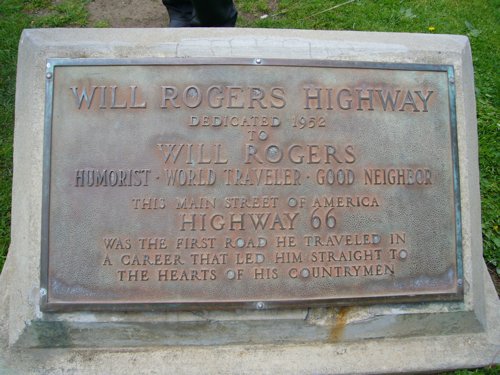 WILL ROGERS HIGHWAY
DEDICATED 1952
TO
WILL ROGERS
HUMORIST · WORLD TRAVELER · GOOD NEIGHBOR
THIS MAIN STREET OF AMERICA
HIGHWAY 66
WAS THE FIRST ROAD HE TRAVELED IN
A CAREER THAT LED HIM STRAIGHT TO
THE HEARTS OF HIS COUNTRYMEN